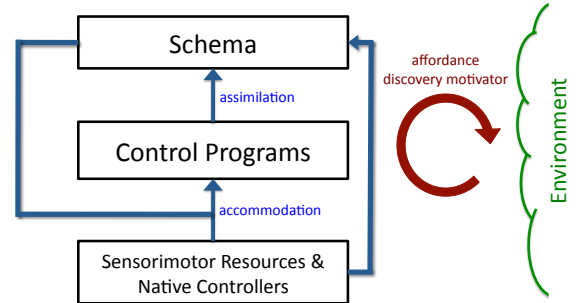 Schema
affordance
discovery motivator
assimilation
Control Programs
accommodation
Sensorimotor Resources &
Native Controllers
Environment